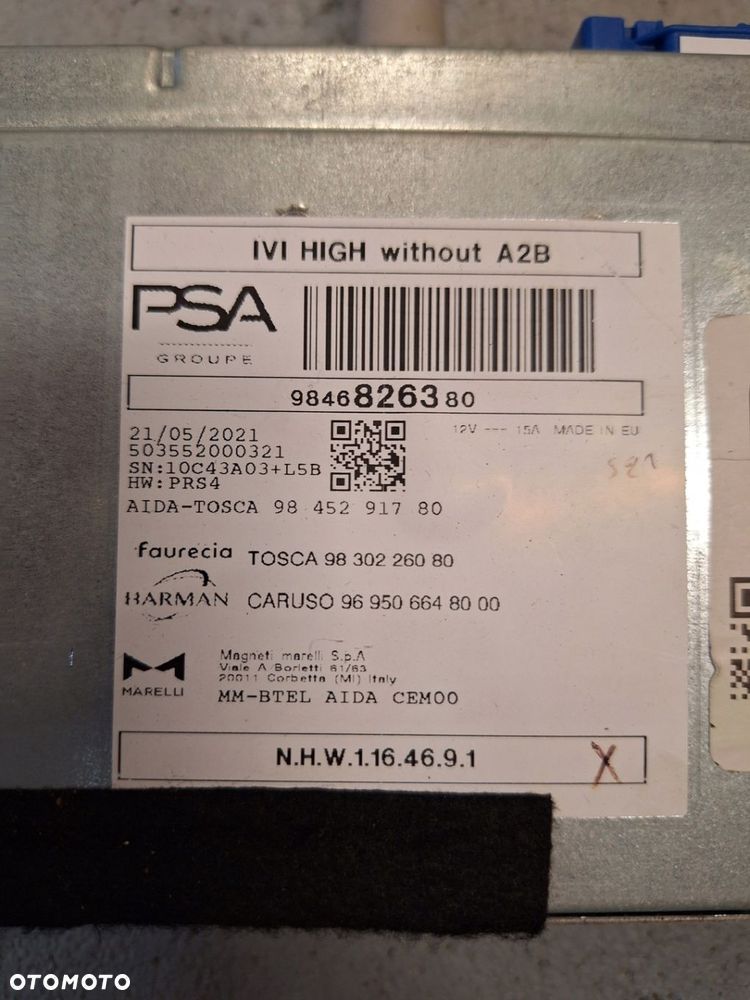 IVI HIGH without A2B
PSA
GROUPE
9846826380
21/05/2021
503552000321
SN:10C43A03+L5B
HW:PRS4
12V --- 15A MADE IN EU
SZ1
AIDA-TOSCA 98 452 917 80
faurecia TOSCA 98 302 260 80
HARMAN CARUSO 96 950 664 80 00
MARELLI
Magneti marelli S.p.A
Viale A Borletti 61/63
20011 Corbetta (MI) Italy
MM-BTEL AIDA CEM00
N.H.W.1.16.46.9.1
X
OTOMOTO